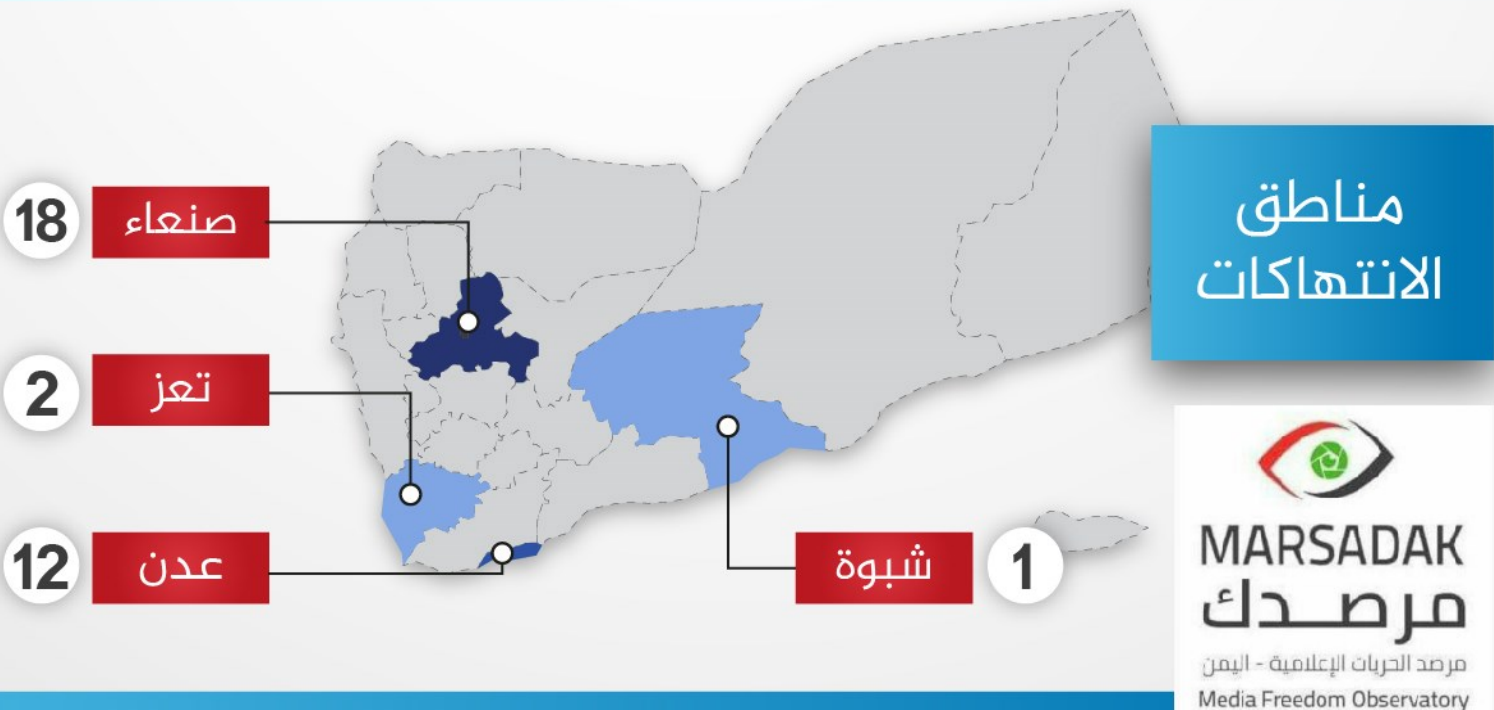 مناطق
الانتهاكات
صنعاء
18
تعز
2
عدن
12
شبوة
1
MARSADAK
مرصدك
مرصد الحريات الإعلامية - اليمن
Media Freedom Observatory